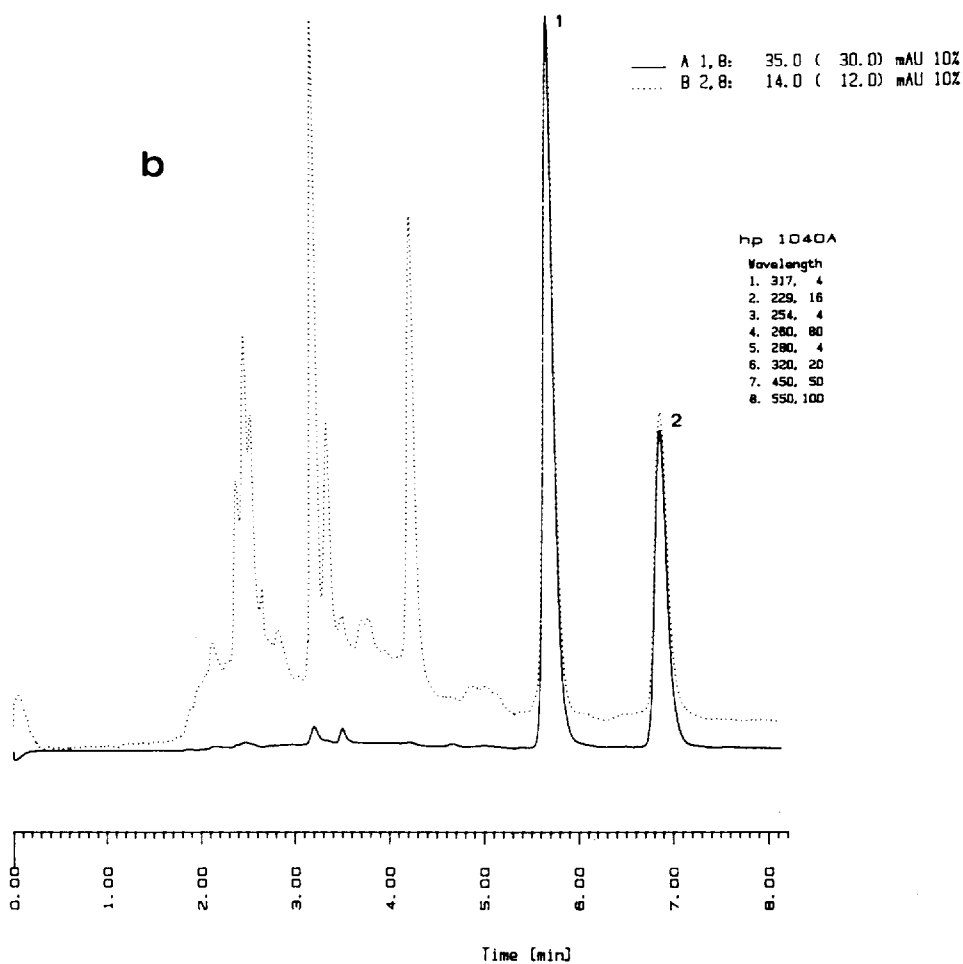 1
A 1,8: 35.0 ( 30.0) mAU 10%
B 2,8: 14.0 ( 12.0) mAU 10%
b
hp 1040A
Wavelength
1. 317, 4
2. 229, 16
3. 254, 4
4. 260, 80
5. 280, 4
6. 320, 20
7. 450, 50
8. 550, 100
2
0.00 1.00 2.00 3.00 4.00 5.00 6.00 7.00 8.00
Time [min]